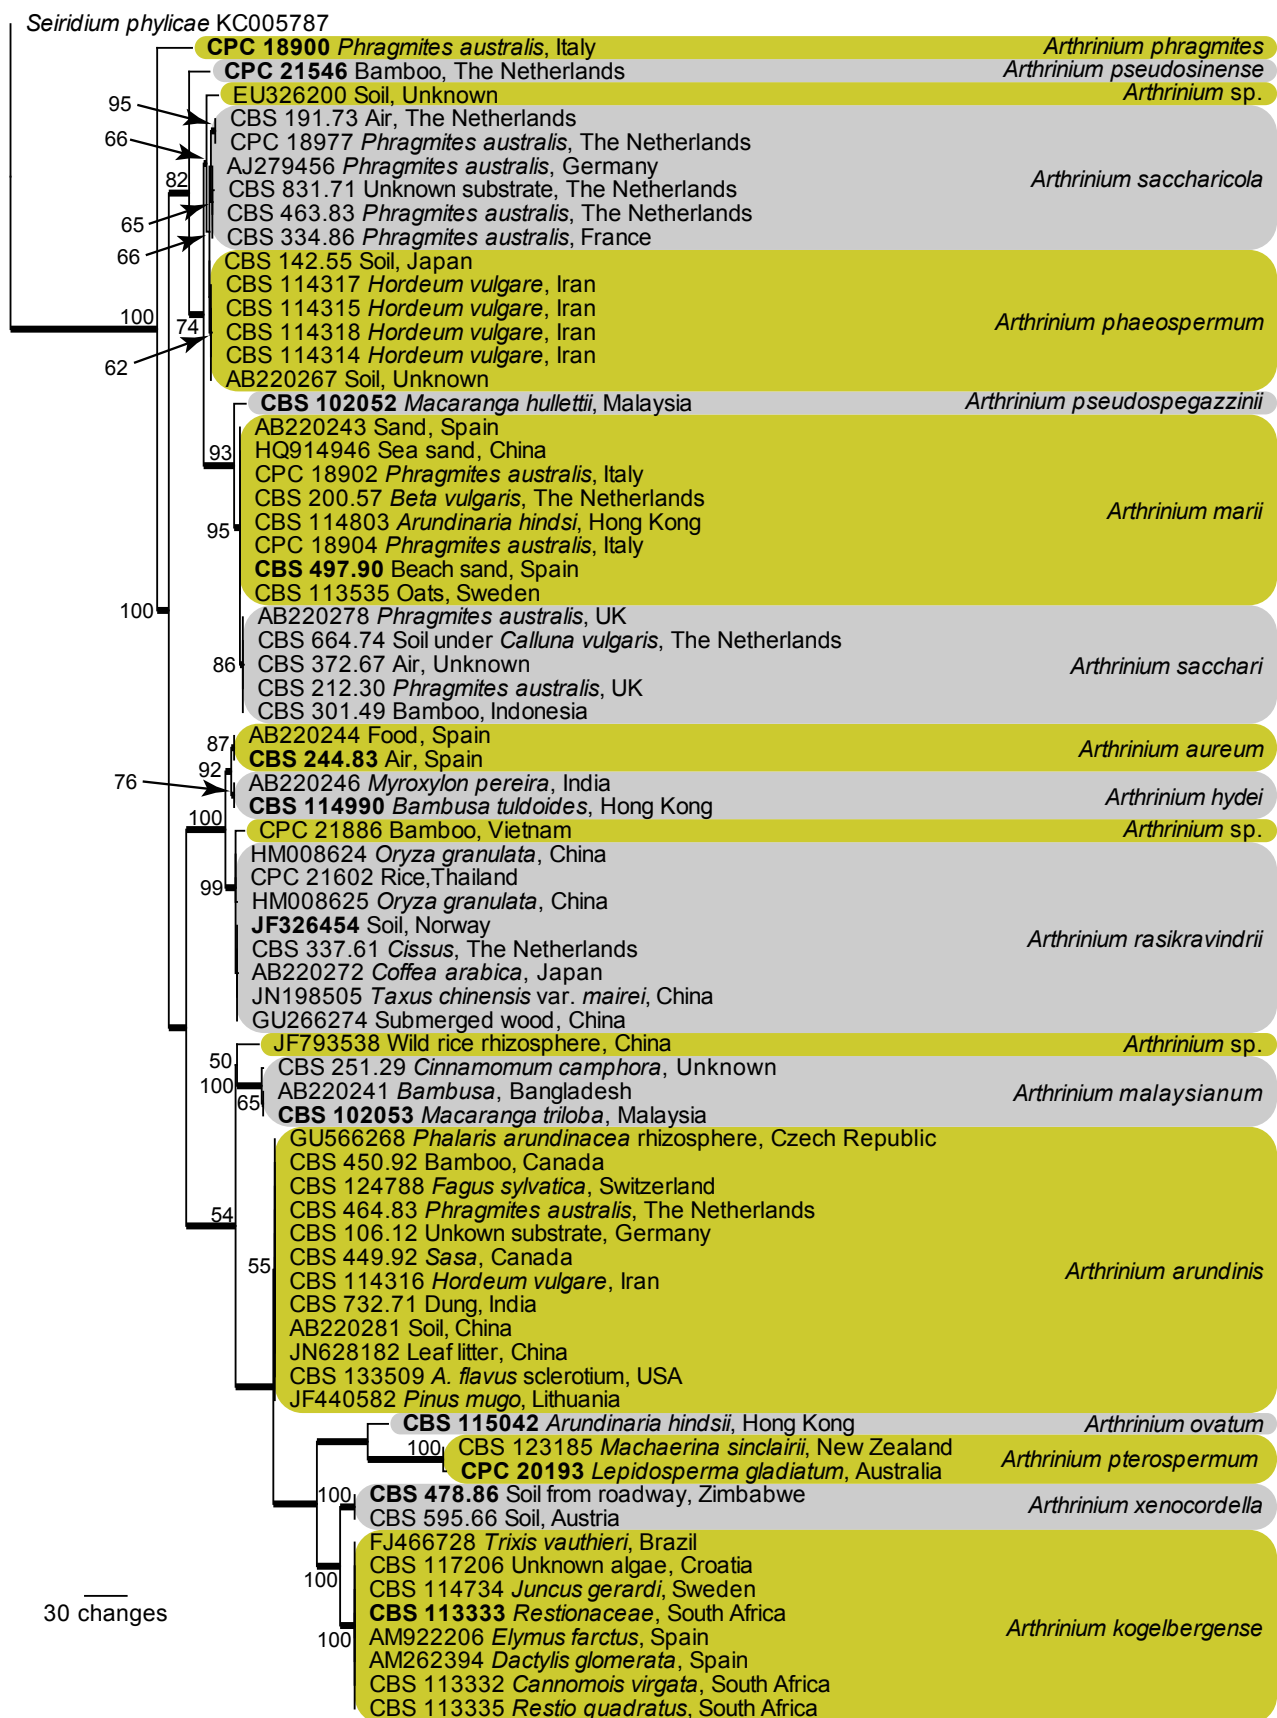 Seiridium phylicae KC005787
CPC 18900 Phragmites australis, Italy Arthrinium phragmites
CPC 21546 Bamboo, The Netherlands Arthrinium pseudosinense
EU326200 Soil, Unknown Arthrinium sp.
95 CBS 191.73 Air, The Netherlands
66 CPC 18977 Phragmites australis, The Netherlands
AJ279456 Phragmites australis, Germany
82 CBS 831.71 Unknown substrate, The Netherlands Arthrinium saccharicola
65 CBS 463.83 Phragmites australis, The Netherlands
66 CBS 334.86 Phragmites australis, France
CBS 142.55 Soil, Japan
CBS 114317 Hordeum vulgare, Iran
100 CBS 114315 Hordeum vulgare, Iran
74 CBS 114318 Hordeum vulgare, Iran Arthrinium phaeospermum
62 CBS 114314 Hordeum vulgare, Iran
AB220267 Soil, Unknown
CBS 102052 Macaranga hullettii, Malaysia Arthrinium pseudospegazzinii
AB220243 Sand, Spain
93 HQ914946 Sea sand, China
CPC 18902 Phragmites australis, Italy
CBS 200.57 Beta vulgaris, The Netherlands
95 CBS 114803 Arundinaria hindsi, Hong Kong Arthrinium marii
CPC 18904 Phragmites australis, Italy
CBS 497.90 Beach sand, Spain
CBS 113535 Oats, Sweden
100 AB220278 Phragmites australis, UK
CBS 664.74 Soil under Calluna vulgaris, The Netherlands
86 CBS 372.67 Air, Unknown Arthrinium sacchari
CBS 212.30 Phragmites australis, UK
CBS 301.49 Bamboo, Indonesia
87 AB220244 Food, Spain
92 CBS 244.83 Air, Spain Arthrinium aureum
76 AB220246 Myroxylon pereira, India
CBS 114990 Bambusa tuldoides, Hong Kong Arthrinium hydei
100 CPC 21886 Bamboo, Vietnam Arthrinium sp.
HM008624 Oryza granulata, China
CPC 21602 Rice,Thailand
99 HM008625 Oryza granulata, China
JF326454 Soil, Norway
CBS 337.61 Cissus, The Netherlands Arthrinium rasikravindrii
AB220272 Coffea arabica, Japan
JN198505 Taxus chinensis var. mairei, China
GU266274 Submerged wood, China
JF793538 Wild rice rhizosphere, China Arthrinium sp.
50 CBS 251.29 Cinnamomum camphora, Unknown
100 AB220241 Bambusa, Bangladesh Arthrinium malaysianum
65 CBS 102053 Macaranga triloba, Malaysia
GU566268 Phalaris arundinacea rhizosphere, Czech Republic
CBS 450.92 Bamboo, Canada
CBS 124788 Fagus sylvatica, Switzerland
54 CBS 464.83 Phragmites australis, The Netherlands
CBS 106.12 Unkown substrate, Germany
55 CBS 449.92 Sasa, Canada
CBS 114316 Hordeum vulgare, Iran Arthrinium arundinis
CBS 732.71 Dung, India
AB220281 Soil, China
JN628182 Leaf litter, China
CBS 133509 A. flavus sclerotium, USA
JF440582 Pinus mugo, Lithuania
CBS 115042 Arundinaria hindsii, Hong Kong Arthrinium ovatum
100 CBS 123185 Machaerina sinclairii, New Zealand
CPC 20193 Lepidosperma gladiatum, Australia Arthrinium pterospermum
100 CBS 478.86 Soil from roadway, Zimbabwe
CBS 595.66 Soil, Austria Arthrinium xenocordella
FJ466728 Trixis vauthieri, Brazil
CBS 117206 Unknown algae, Croatia
100 CBS 114734 Juncus gerardi, Sweden
30 changes CBS 113333 Restionaceae, South Africa
100 AM922206 Elymus farctus, Spain Arthrinium kogelbergense
AM262394 Dactylis glomerata, Spain
CBS 113332 Cannomois virgata, South Africa
CBS 113335 Restio quadratus, South Africa